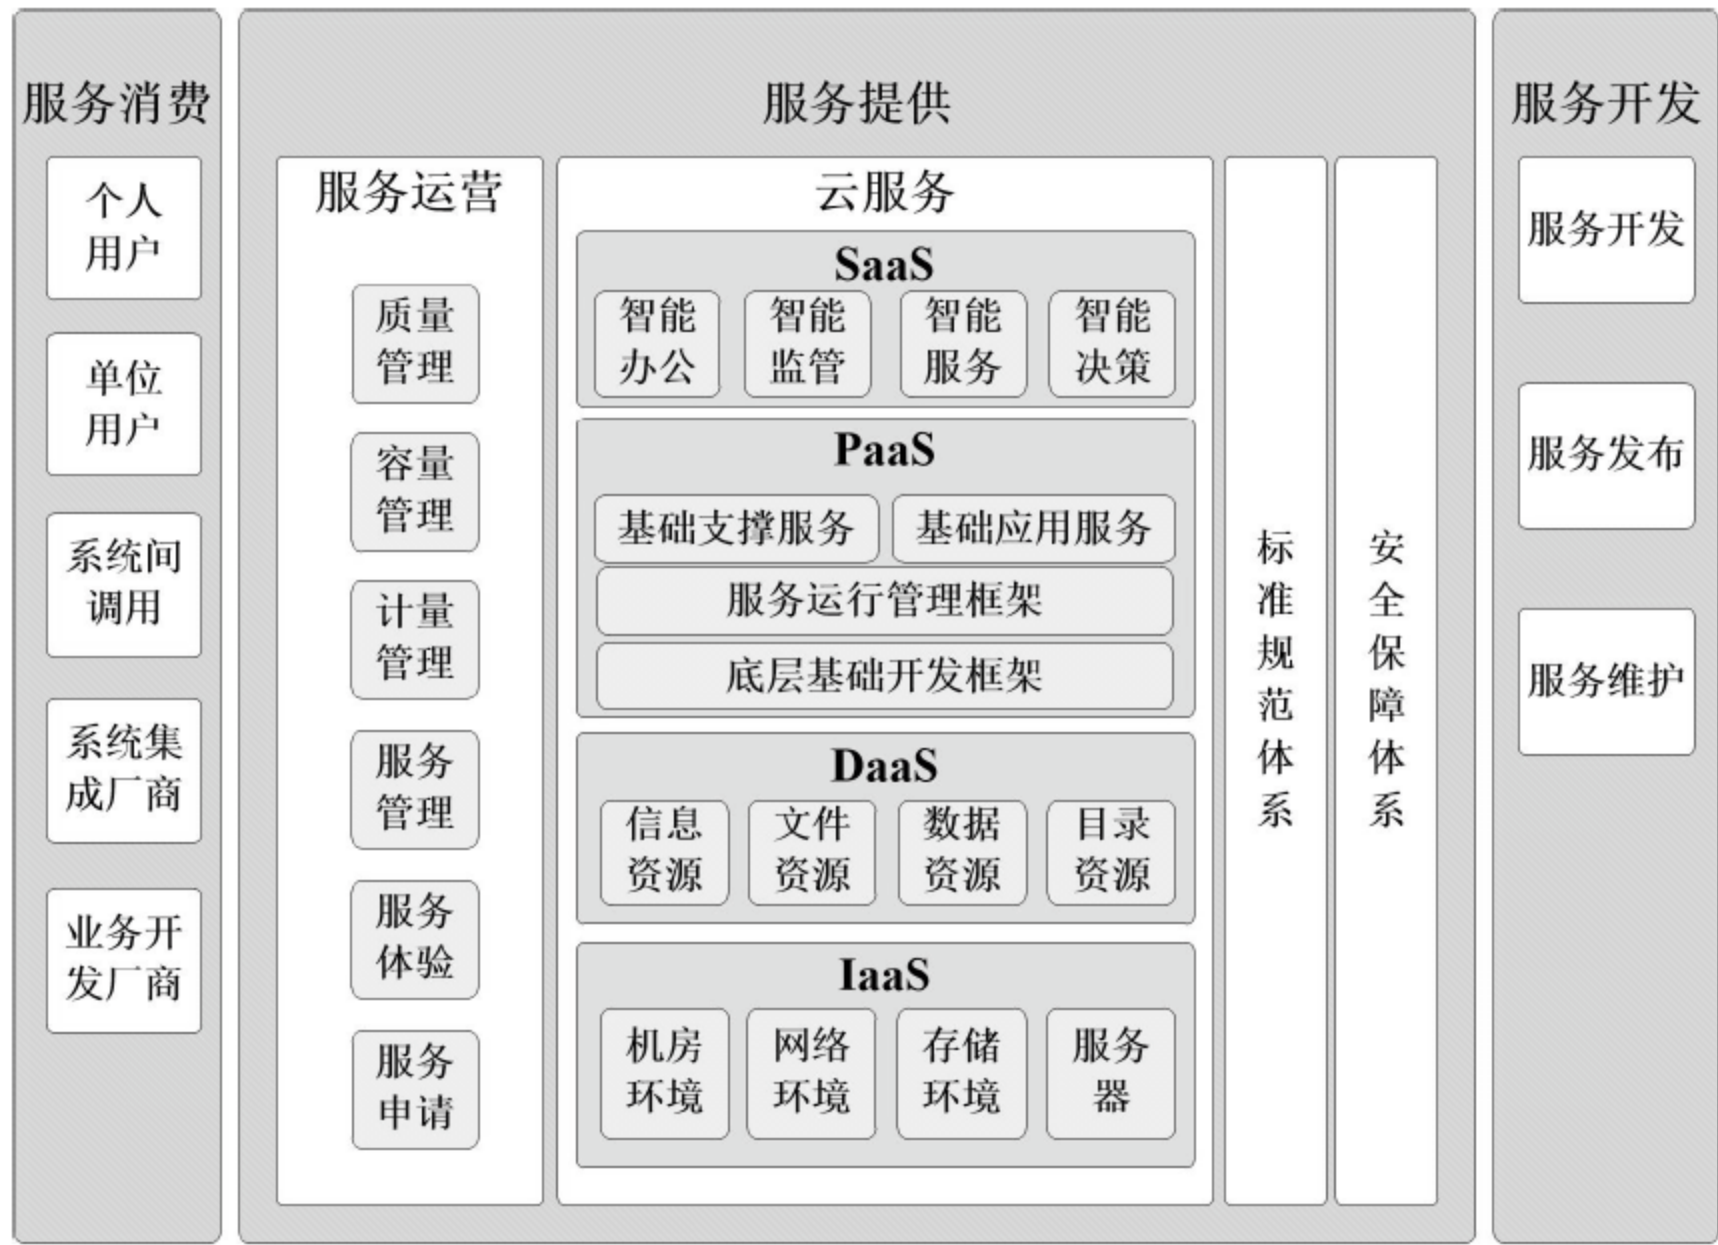 服务消费
个人
用户
单位
用户
系统间
调用
系统集
成厂商
业务开
发厂商
服务提供
服务运营
质量
管理
容量
管理
计量
管理
服务
管理
服务
体验
服务
申请
云服务
SaaS
智能
办公
智能
监管
智能
服务
智能
决策
PaaS
基础支撑服务
基础应用服务
服务运行管理框架
底层基础开发框架
DaaS
信息
资源
文件
资源
数据
资源
目录
资源
IaaS
机房
环境
网络
环境
存储
环境
服务
器
标准规范体系
安全保障体系
服务开发
服务开发
服务发布
服务维护